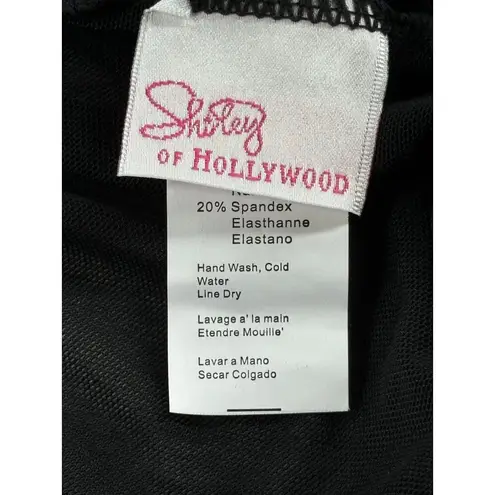 Shirley
OF HOLLYWOOD
20% Spandex
Elasthanne
Elastano
Hand Wash, Cold
Water
Line Dry
Lavage a' la main
Etendre Mouille'
Lavar a Mano
Secar Colgado